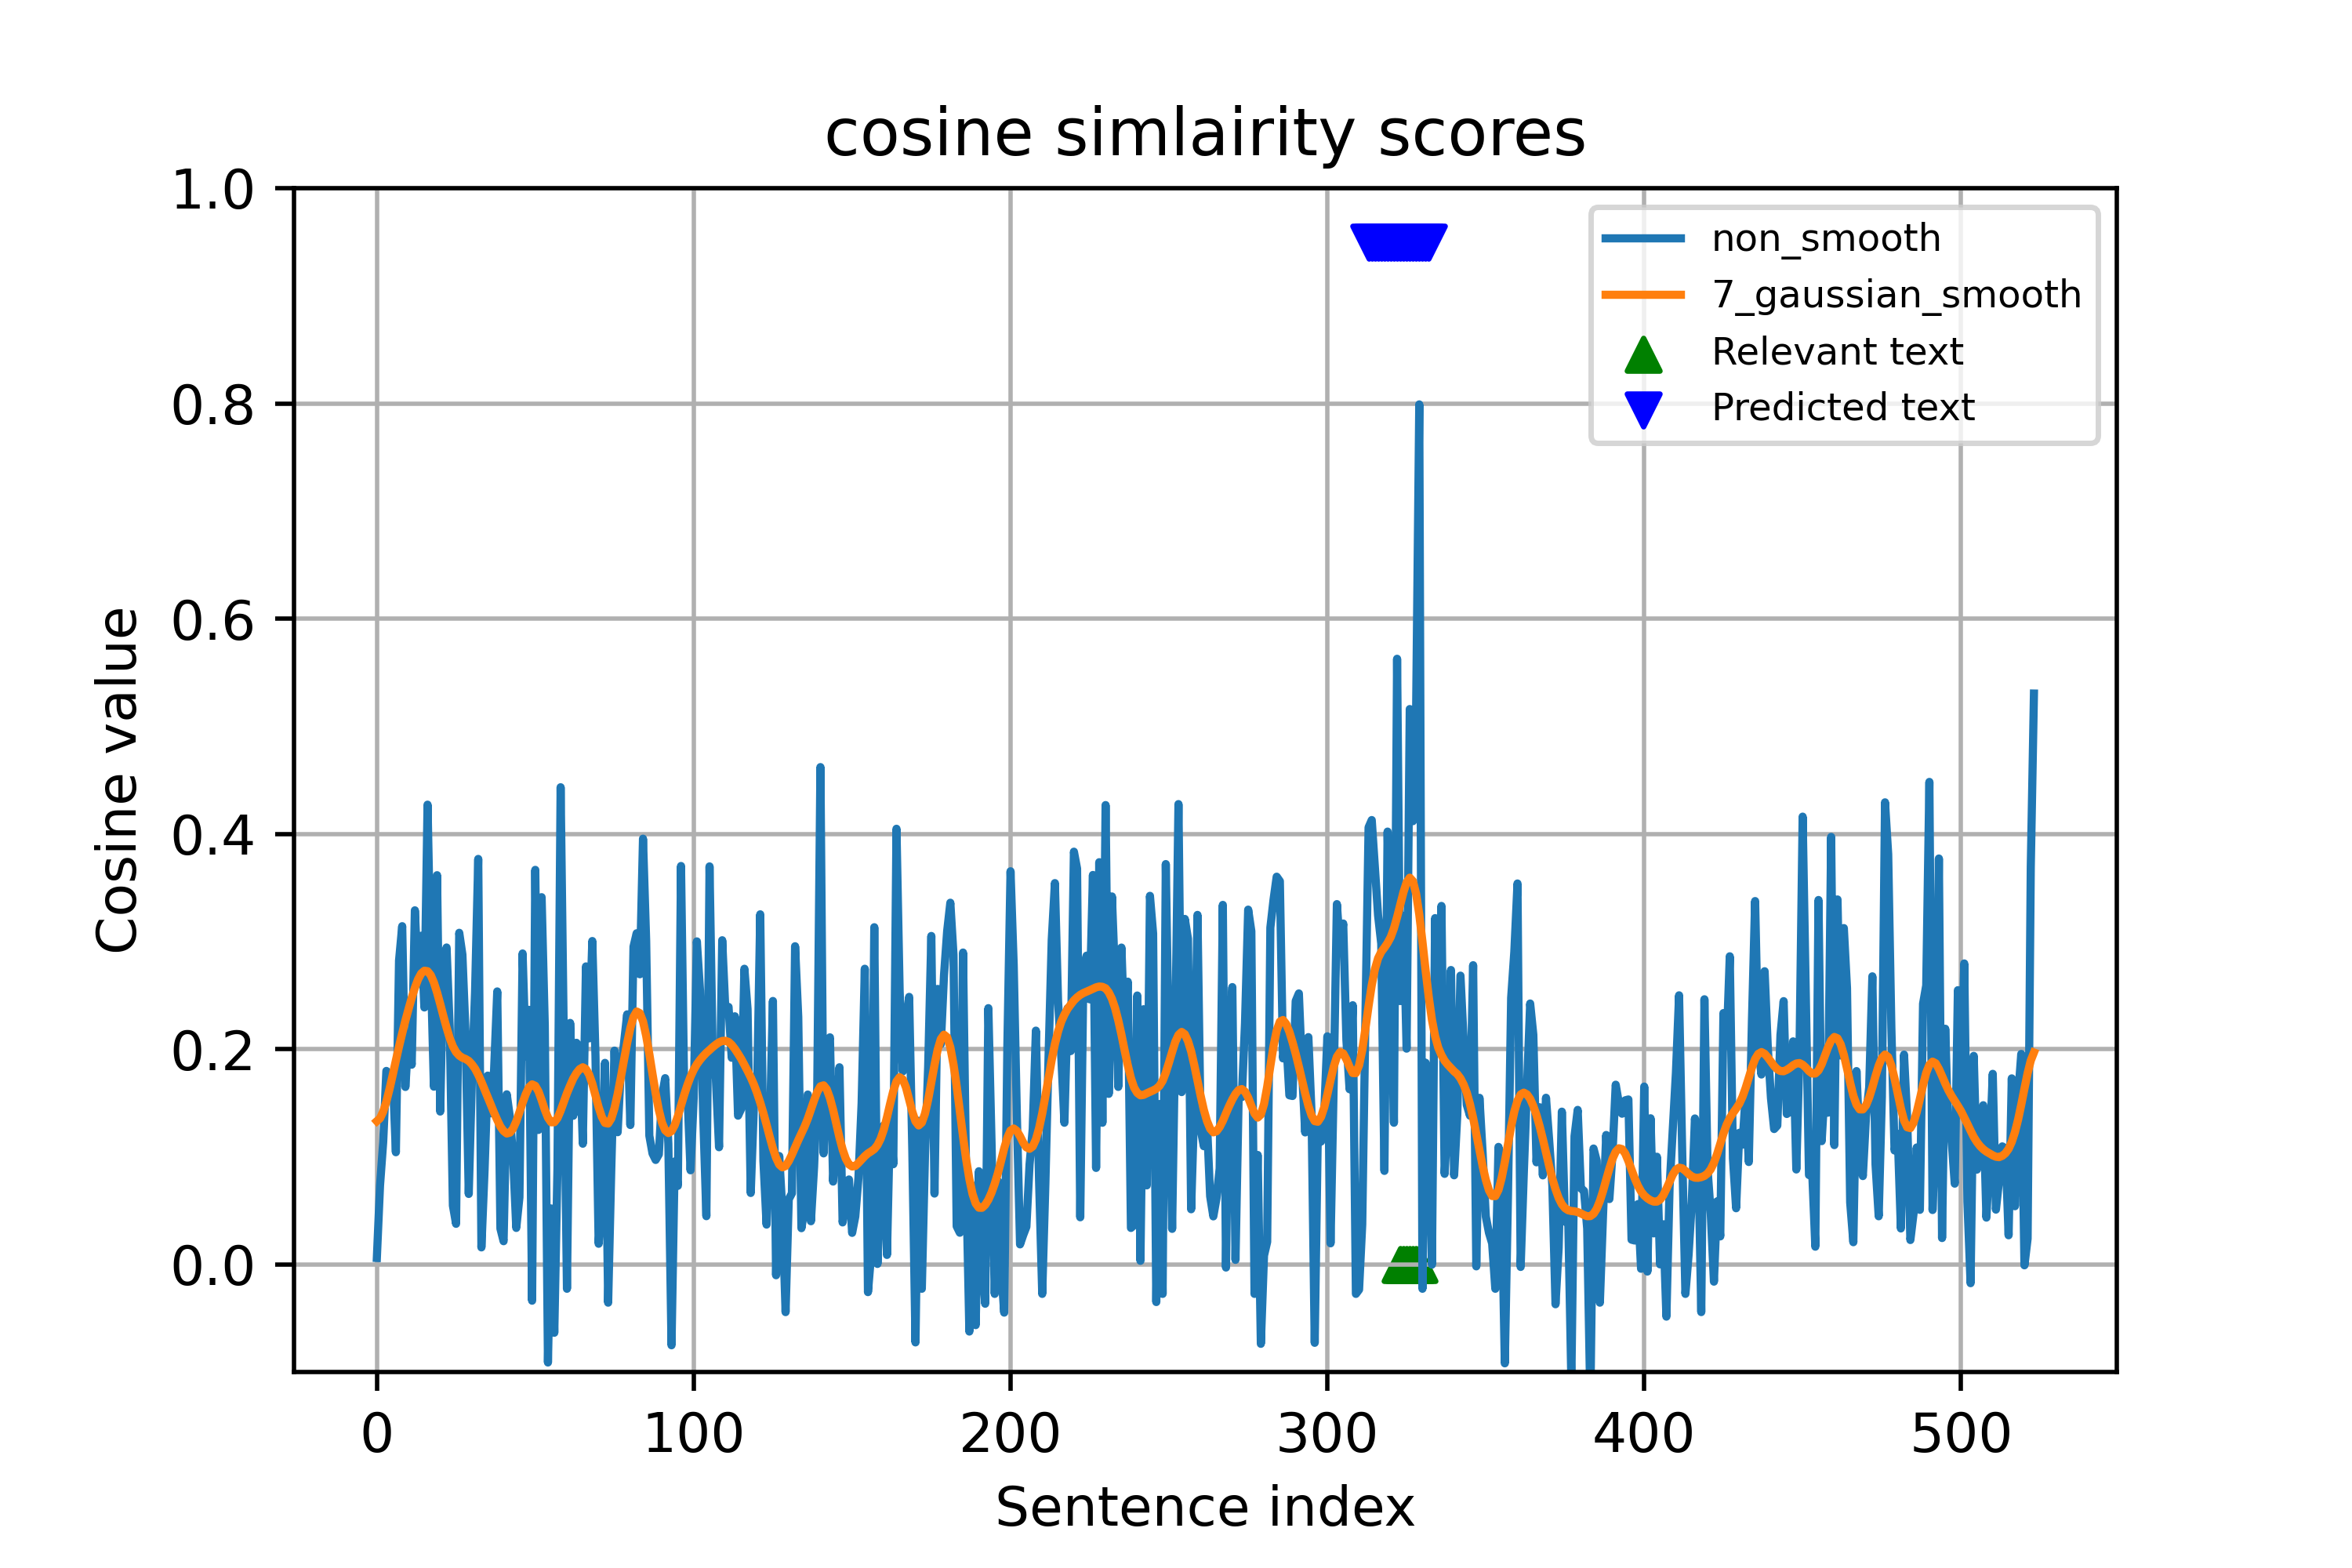 cosine simlairity scores
1.0
0.8
0.6
0.4
0.2
0.0
Cosine value
non_smooth
7_gaussian_smooth
Relevant text
Predicted text
0 100 200 300 400 500
Sentence index